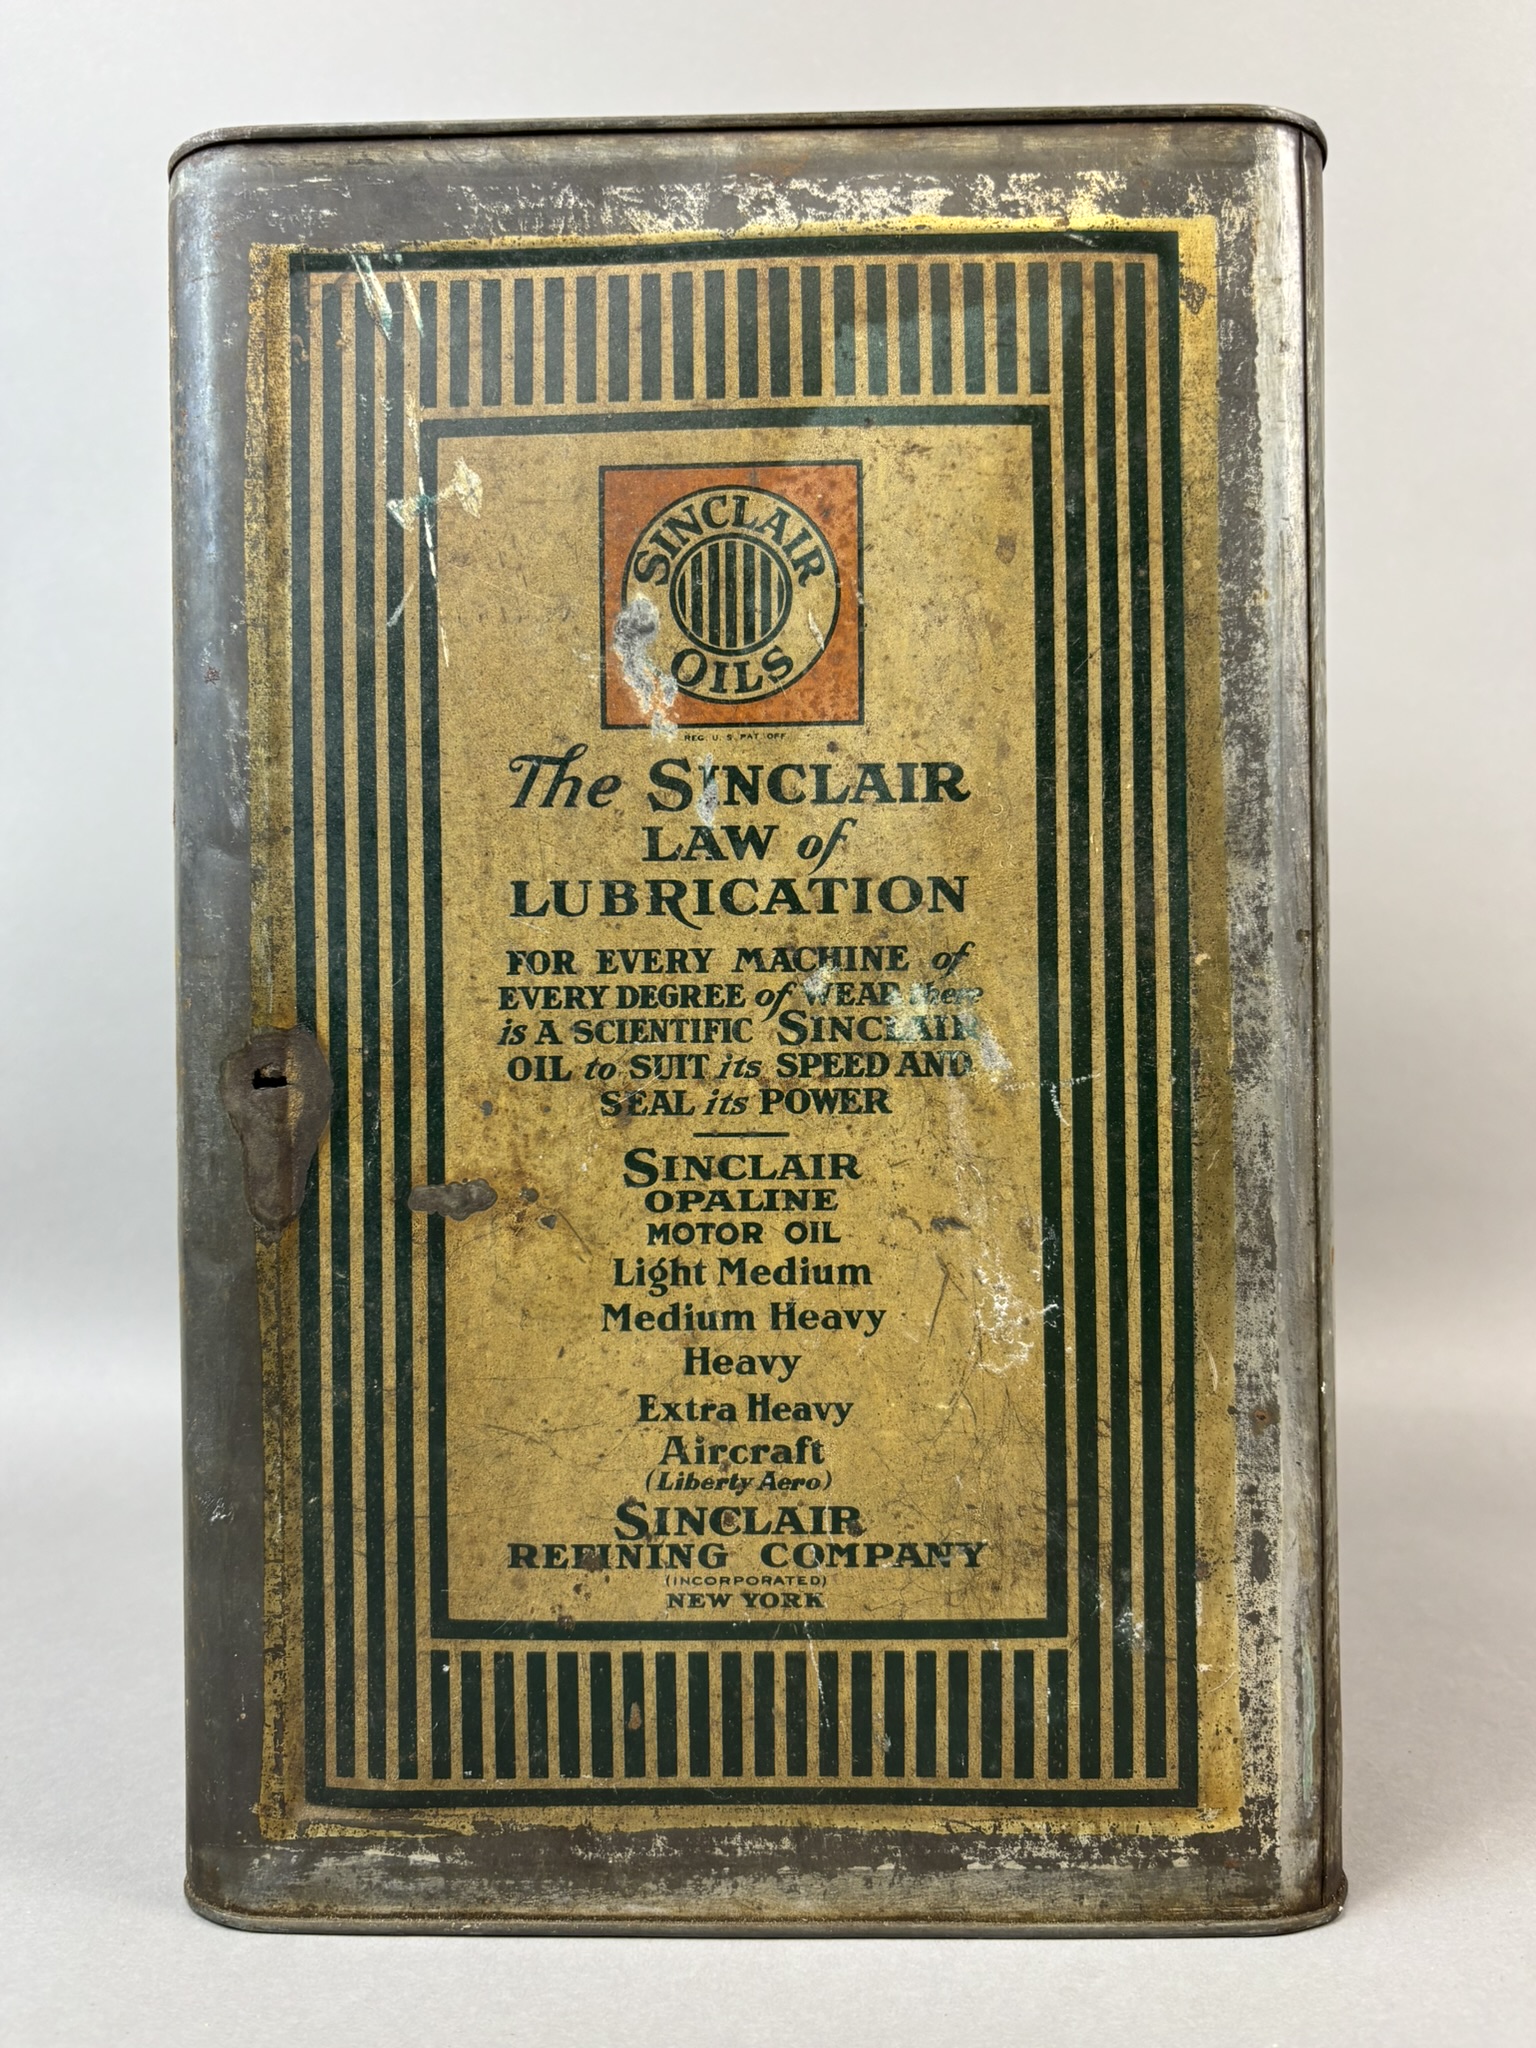 SINCLAIR
OILS
REG. U. S. PAT. OFF.
The SINCLAIR
LAW of
LUBRICATION
FOR EVERY MACHINE of
EVERY DEGREE of WEAR there
is A SCIENTIFIC SINCLAIR
OIL to SUIT its SPEED AND
SEAL its POWER
SINCLAIR
OPALINE
MOTOR OIL
Light Medium
Medium Heavy
Heavy
Extra Heavy
Aircraft
(Liberty Aero)
SINCLAIR
REFINING COMPANY
(INCORPORATED)
NEW YORK